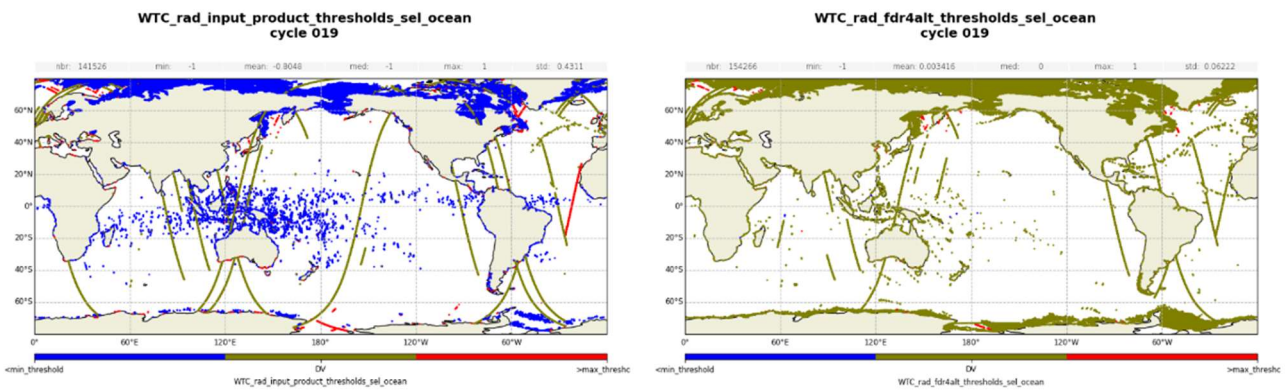 WTC_rad_input_product_thresholds_sel_ocean
cycle 019
nbr: 141526 min: -1 mean: -0.8048 med: -1 max: 1 std: 0.4311
60°N
40°N
20°N
0°
20°S
40°S
60°S
0° 60°E 120°E 180° 120°W 60°W
<min_threshold DV >max_threshc
WTC_rad_input_product_thresholds_sel_ocean
WTC_rad_fdr4alt_thresholds_sel_ocean
cycle 019
nbr: 154266 min: -1 mean: 0.003416 med: 0 max: 1 std: 0.06222
60°N
40°N
20°N
0°
20°S
40°S
60°S
0° 60°E 120°E 180° 120°W 60°W
<min_threshold DV >max_threshc
WTC_rad_fdr4alt_thresholds_sel_ocean